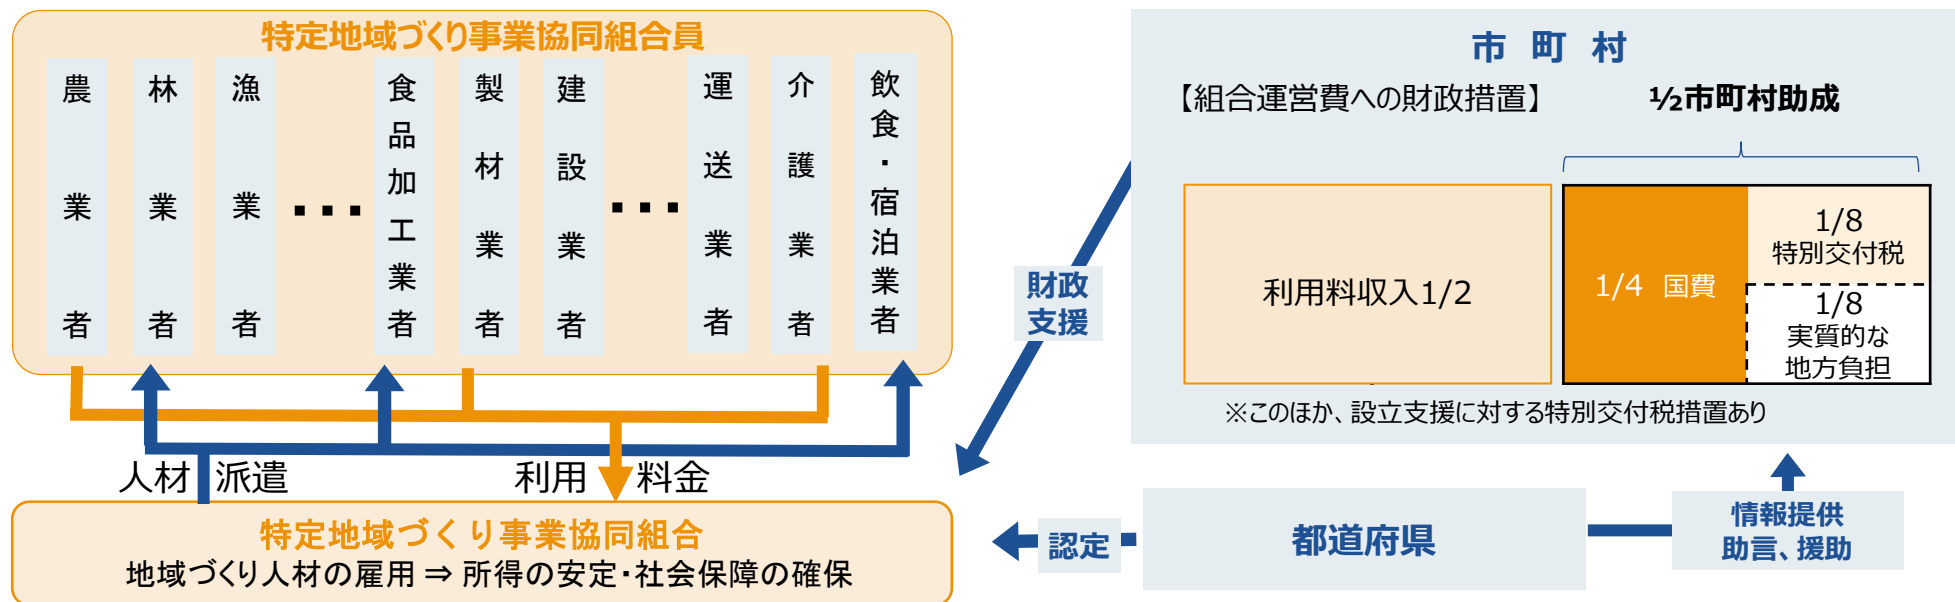 特定地域づくり事業協同組合員
農業者
林業者
漁業者
・・・
食品加工業者
製材業者
建設業者
・・・
運送業者
介護業者
飲食・宿泊業者
人材派遣
利用料金
特定地域づくり事業協同組合
地域づくり人材の雇用 ⇒ 所得の安定・社会保障の確保
財政
支援
市町村
【組合運営費への財政措置】
½市町村助成
利用料収入1/2
1/4 国費
1/8
特別交付税
1/8
実質的な
地方負担
※このほか、設立支援に対する特別交付税措置あり
認定
都道府県
情報提供
助言、援助